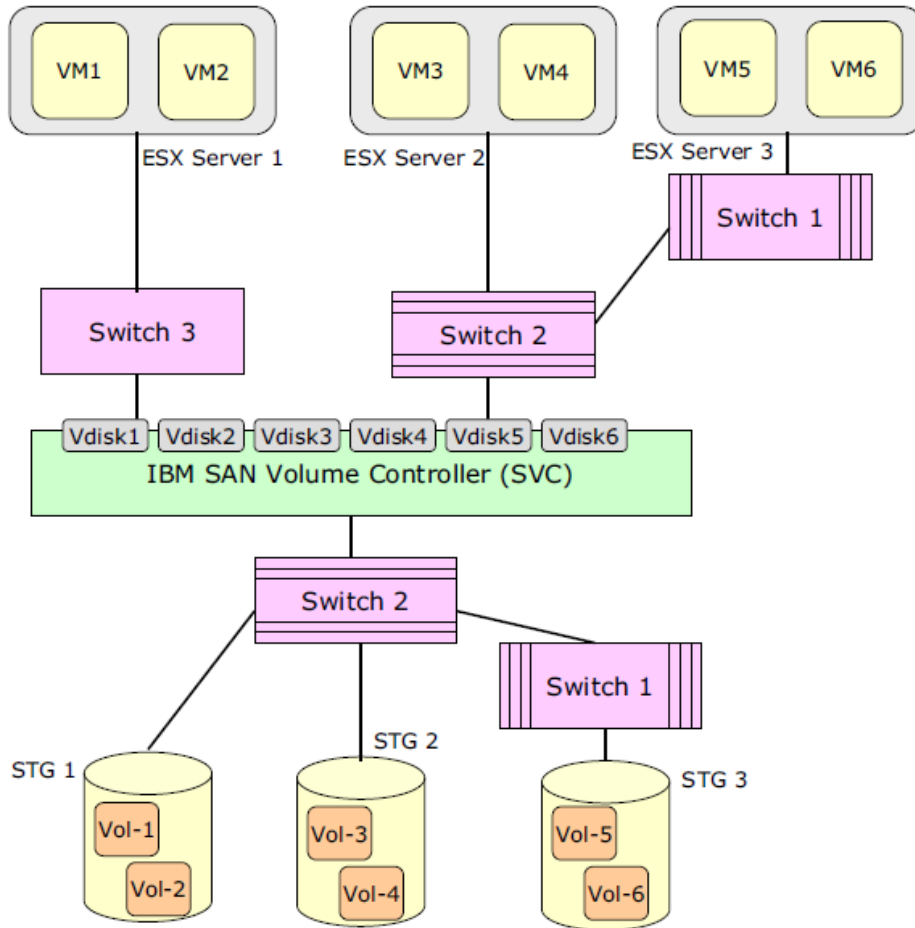 VM1
VM2
VM3
VM4
VM5
VM6
ESX Server 1
ESX Server 2
ESX Server 3
Switch 1
Switch 3
Switch 2
Vdisk1
Vdisk2
Vdisk3
Vdisk4
Vdisk5
Vdisk6
IBM SAN Volume Controller (SVC)
Switch 2
Switch 1
STG 1
STG 2
STG 3
Vol-1
Vol-2
Vol-3
Vol-4
Vol-5
Vol-6